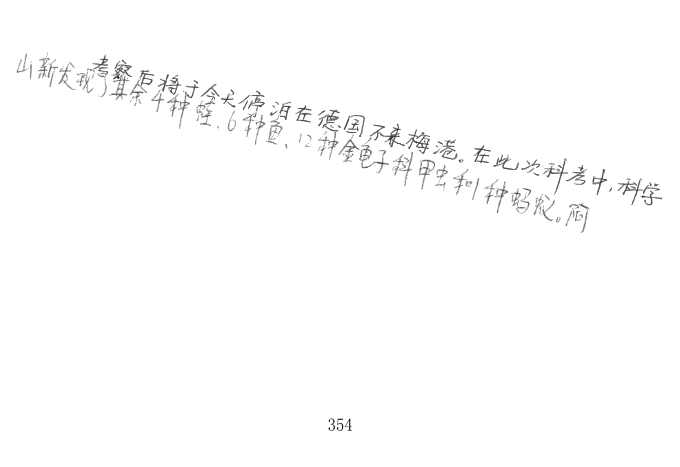 考察后将于今天停泊在德国不来梅港。在此次科考中,科学
山新发现了其余4种蛙、6种鱼、12种金龟子科甲虫和1种蚂蚁。简
354